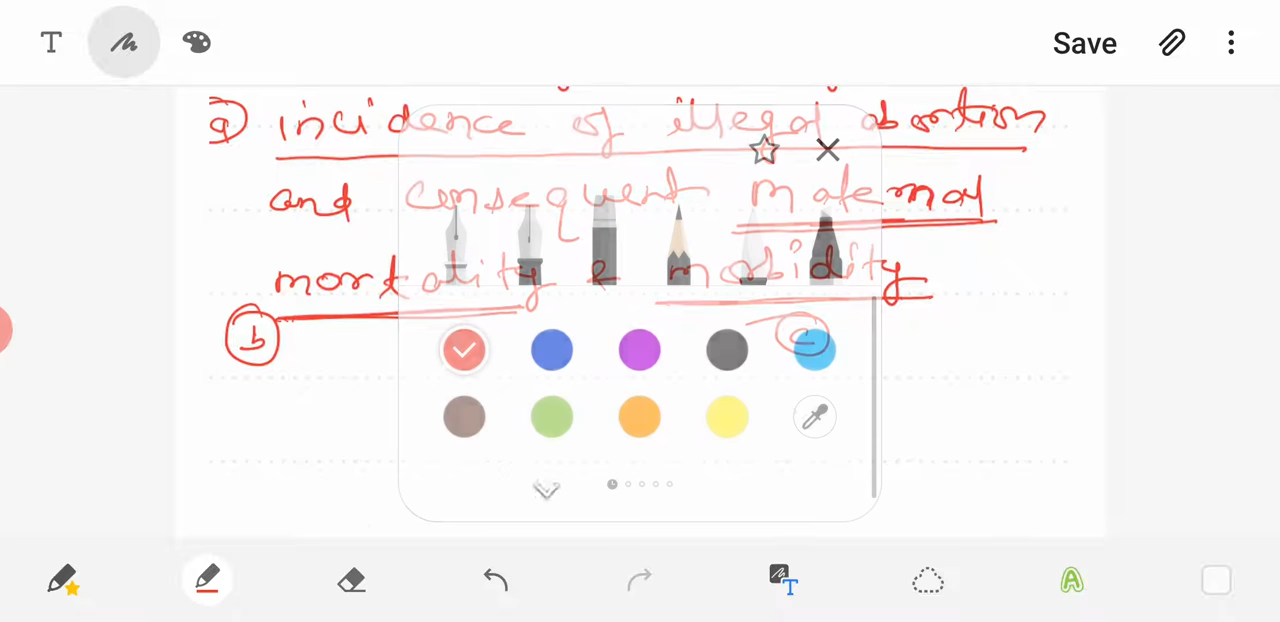 T Save
a) incidence of illegal abortion
and consequent maternal
mortality & morbidity
b c
T A